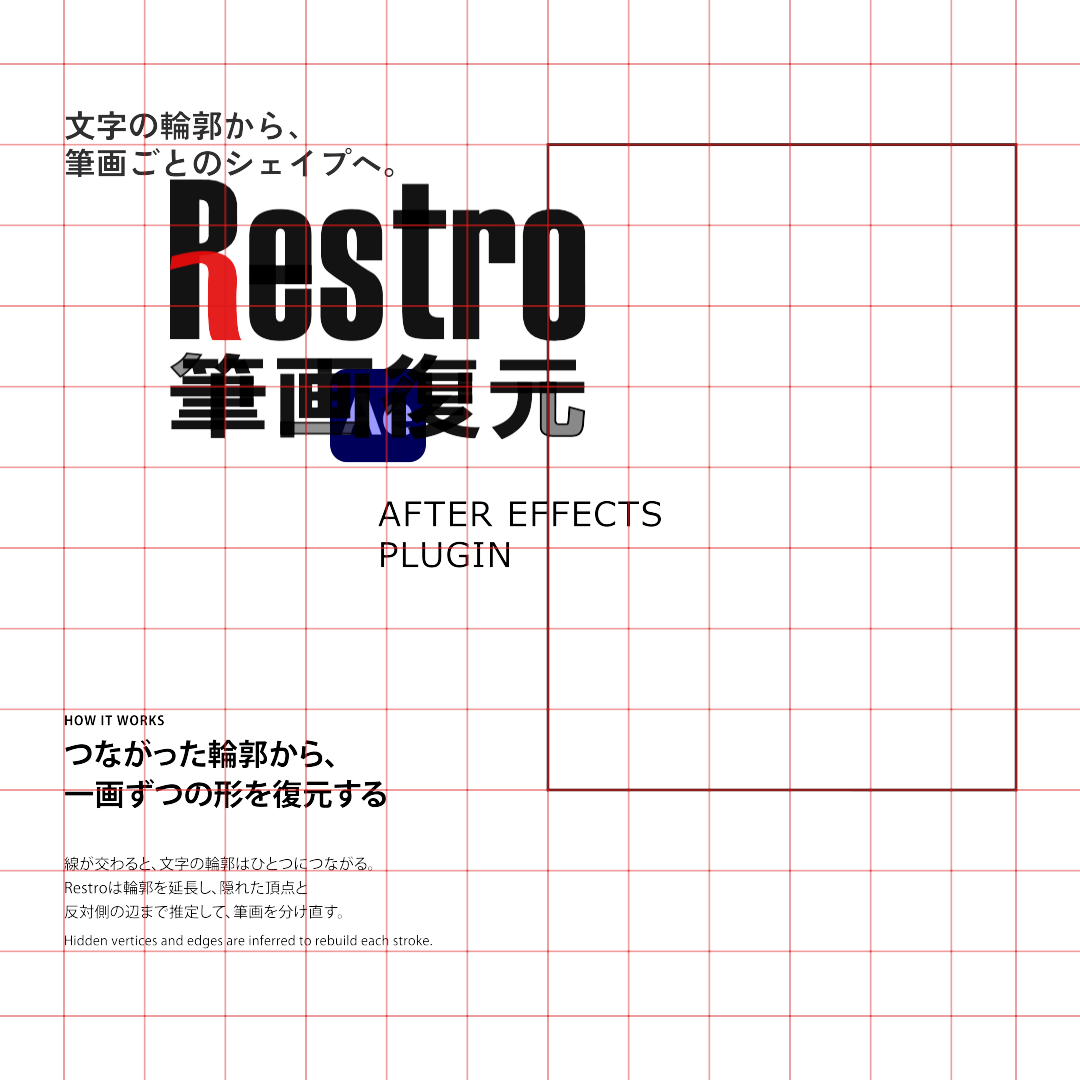 文字の輪郭から、
筆画ごとのシェイプへ。
Restro
筆画復元
Ae
AFTER EFFECTS
PLUGIN
HOW IT WORKS
つながった輪郭から、
一画ずつの形を復元する
線が交わると、文字の輪郭はひとつにつながる。
Restroは輪郭を延長し、隠れた頂点と
反対側の辺まで推定して、筆画を分け直す。
Hidden vertices and edges are inferred to rebuild each stroke.